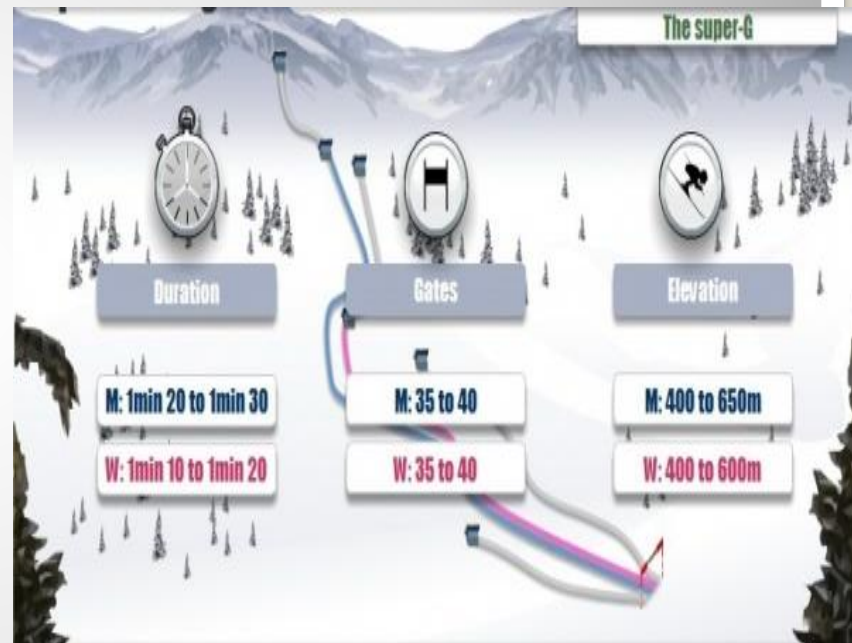 The super-G
Duration
Gates
Elevation
M: 1min 20 to 1min 30
M: 35 to 40
M: 400 to 650m
W: 1min 10 to 1min 20
W: 35 to 40
W: 400 to 600m